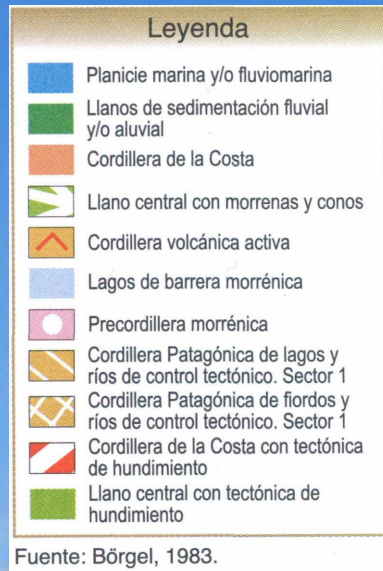 Leyenda
Planicie marina y/o fluviomarina
Llanos de sedimentación fluvial
y/o aluvial
Cordillera de la Costa
Llano central con morrenas y conos
Cordillera volcánica activa
Lagos de barrera morrénica
Precordillera morrénica
Cordillera Patagónica de lagos y
ríos de control tectónico. Sector 1
Cordillera Patagónica de fiordos y
ríos de control tectónico. Sector 1
Cordillera de la Costa con tectónica
de hundimiento
Llano central con tectónica de
hundimiento
Fuente: Börgel, 1983.